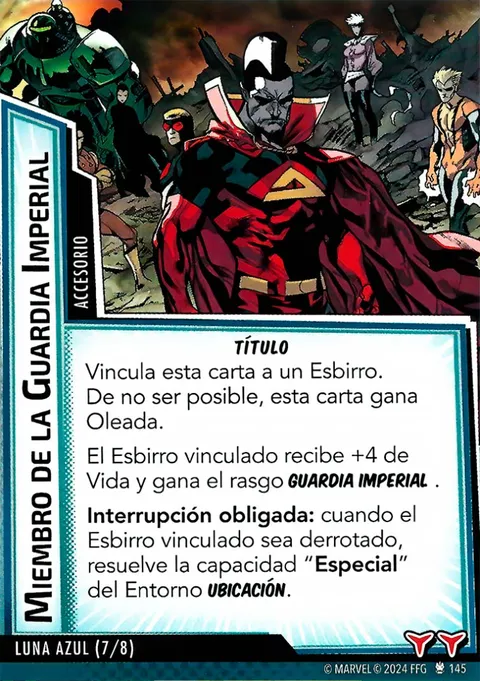 MIEMBRO DE LA GUARDIA IMPERIAL
ACCESORIO
TÍTULO
Vincula esta carta a un Esbirro.
De no ser posible, esta carta gana
Oleada.
El Esbirro vinculado recibe +4 de
Vida y gana el rasgo GUARDIA IMPERIAL .
Interrupción obligada: cuando el
Esbirro vinculado sea derrotado,
resuelve la capacidad “Especial”
del Entorno UBICACIÓN.
LUNA AZUL (7/8)
© MARVEL © 2024 FFG 145